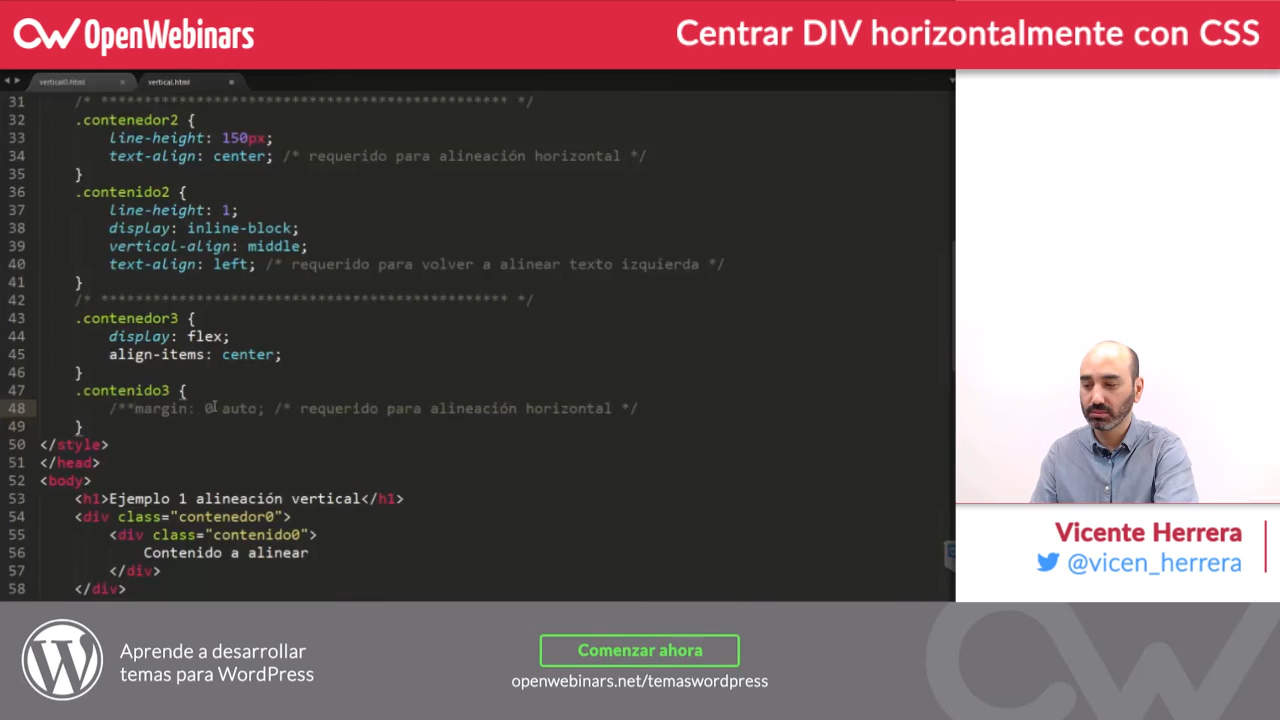 OpenWebinars
Centrar DIV horizontalmente con CSS
vertical0.html × vertical.html
31 /* *********************************************** */
32 .contenedor2 {
33 line-height: 150px;
34 text-align: center; /* requerido para alineación horizontal */
35 }
36 .contenido2 {
37 line-height: 1;
38 display: inline-block;
39 vertical-align: middle;
40 text-align: left; /* requerido para volver a alinear texto izquierda */
41 }
42 /* *********************************************** */
43 .contenedor3 {
44 display: flex;
45 align-items: center;
46 }
47 .contenido3 {
48 /**margin: 0 auto; /* requerido para alineación horizontal */
49 }
50 </style>
51 </head>
52 <body>
53 <h1>Ejemplo 1 alineación vertical</h1>
54 <div class="contenedor0">
55 <div class="contenido0">
56 Contenido a alinear
57 </div>
58 </div>
Vicente Herrera
@vicen_herrera
Aprende a desarrollar
temas para WordPress
Comenzar ahora
openwebinars.net/temaswordpress